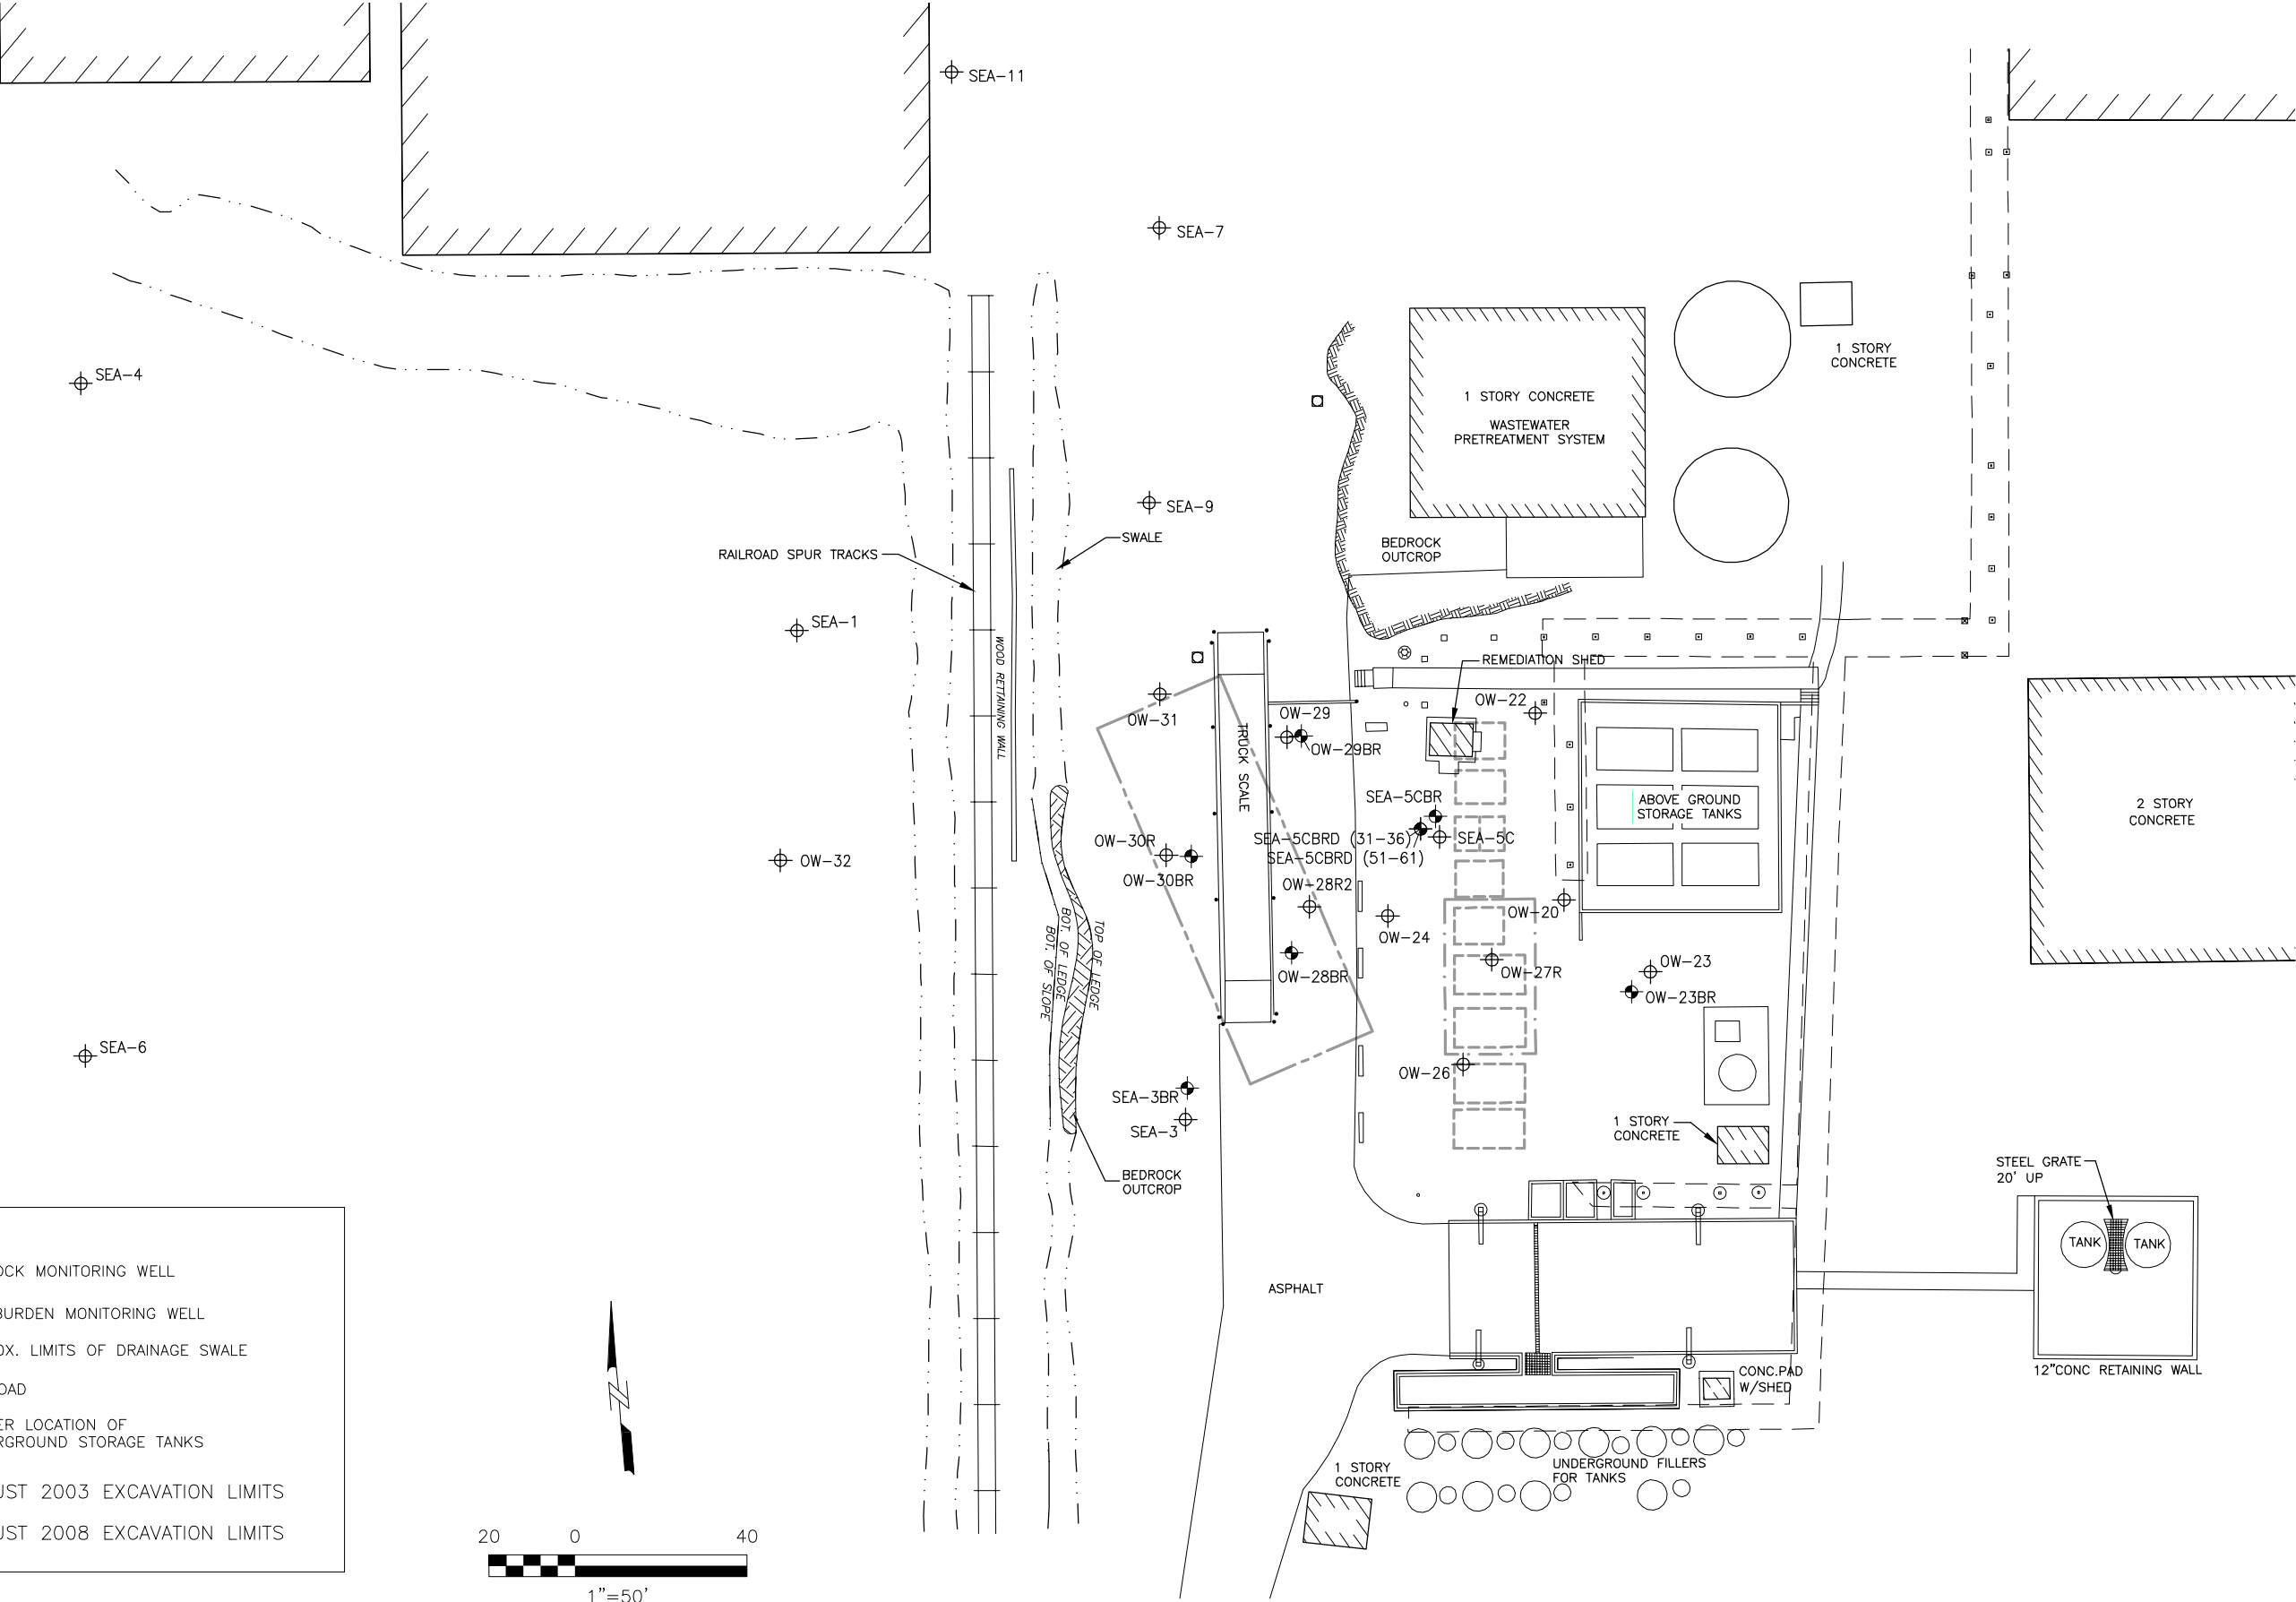 SEA-11
SEA-7
SEA-4
1 STORY
CONCRETE
1 STORY CONCRETE
WASTEWATER
PRETREATMENT SYSTEM
SEA-9
SWALE
BEDROCK
OUTCROP
RAILROAD SPUR TRACKS
SEA-1
WOOD RETTAINING WALL
REMEDIATION SHED
OW-31
OW-29
OW-22
OW-29BR
TRUCK SCALE
SEA-5CBR
ABOVE GROUND
STORAGE TANKS
2 STORY
CONCRETE
OW-30R
SEA-5CBRD (31-36)
SEA-5C
SEA-5CBRD (51-61)
OW-32
OW-30BR
OW-28R2
OW-20
OW-24
TOP OF LEDGE
BOT. OF LEDGE
BOT. OF SLOPE
OW-28BR
OW-27R
OW-23
OW-23BR
SEA-6
OW-26
SEA-3BR
SEA-3
1 STORY
CONCRETE
BEDROCK
OUTCROP
STEEL GRATE
20' UP
TANK
TANK
OCK MONITORING WELL
BURDEN MONITORING WELL
OX. LIMITS OF DRAINAGE SWALE
OAD
ER LOCATION OF
RGROUND STORAGE TANKS
UST 2003 EXCAVATION LIMITS
UST 2008 EXCAVATION LIMITS
ASPHALT
12"CONC RETAINING WALL
CONC.PAD
W/SHED
1 STORY
CONCRETE
UNDERGROUND FILLERS
FOR TANKS
20 0 40
1"=50'